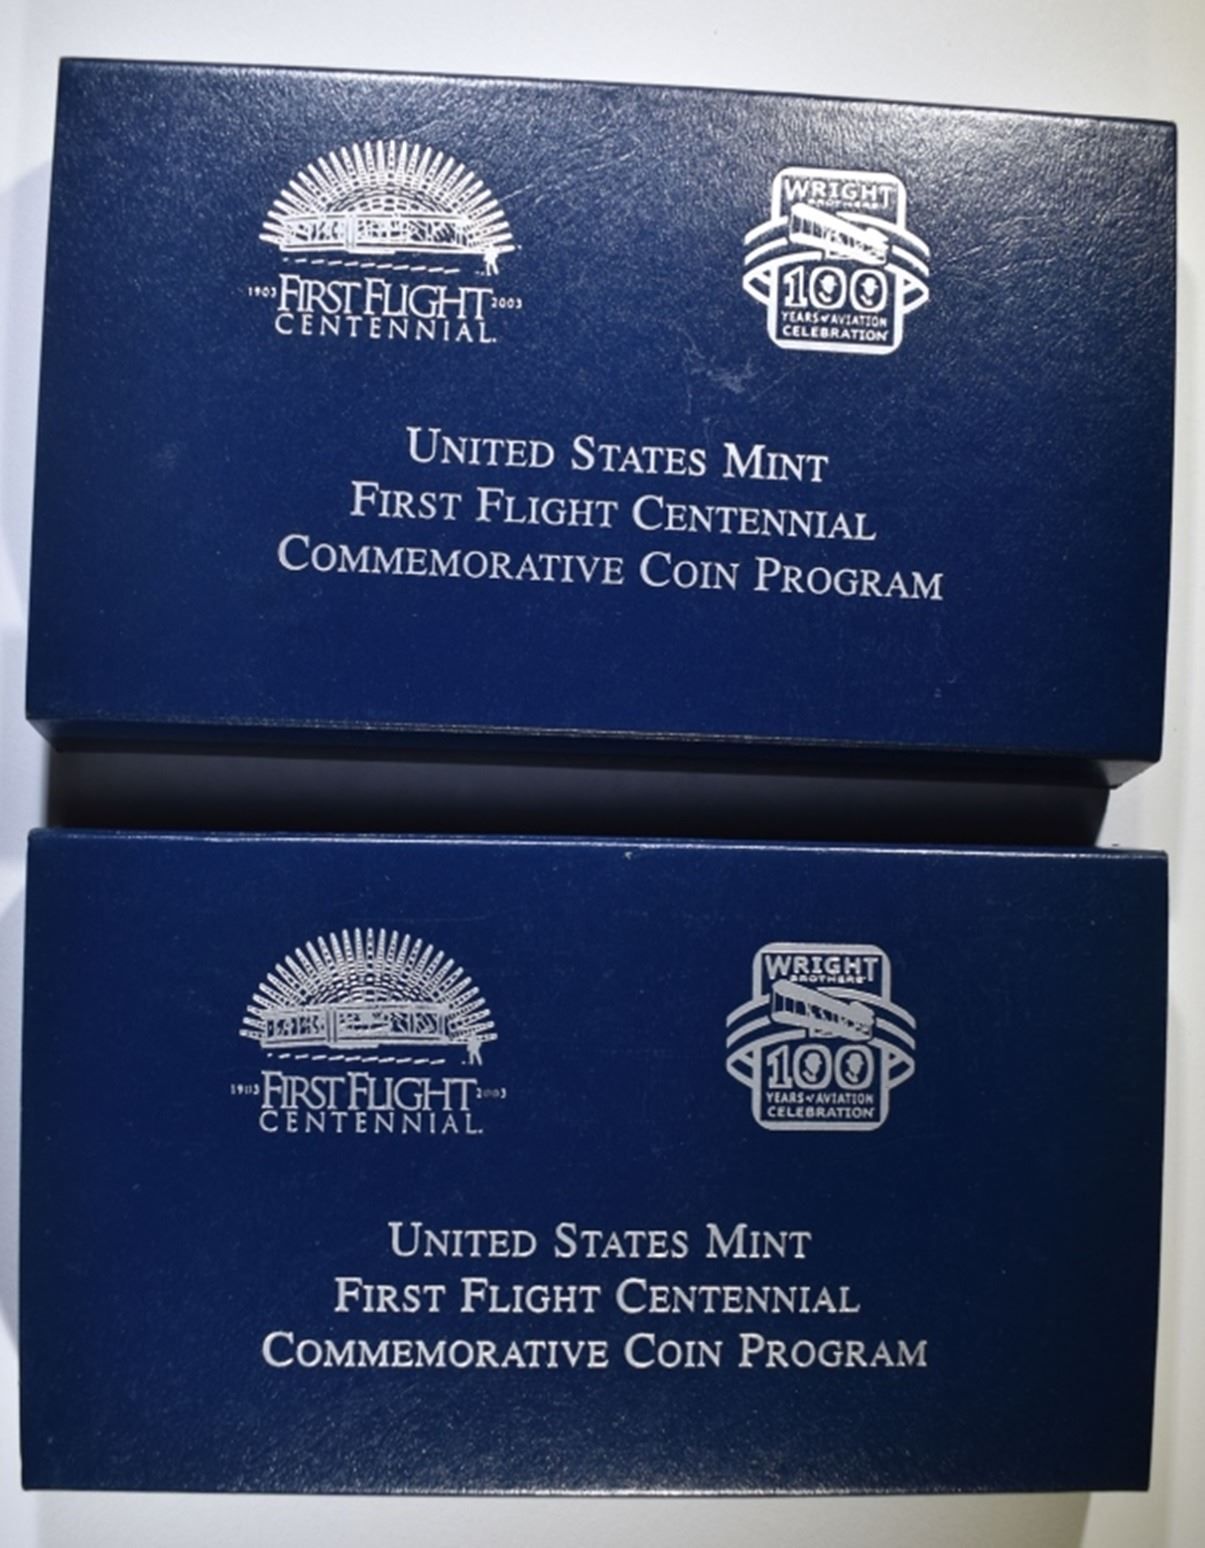 1903 FIRST FLIGHT 2003
CENTENNIAL.
WRIGHT
BROTHERS'
100
YEARS of AVIATION
CELEBRATION
UNITED STATES MINT
FIRST FLIGHT CENTENNIAL
COMMEMORATIVE COIN PROGRAM
1903 FIRST FLIGHT 2003
CENTENNIAL.
WRIGHT
BROTHERS'
100
YEARS of AVIATION
CELEBRATION
UNITED STATES MINT
FIRST FLIGHT CENTENNIAL
COMMEMORATIVE COIN PROGRAM